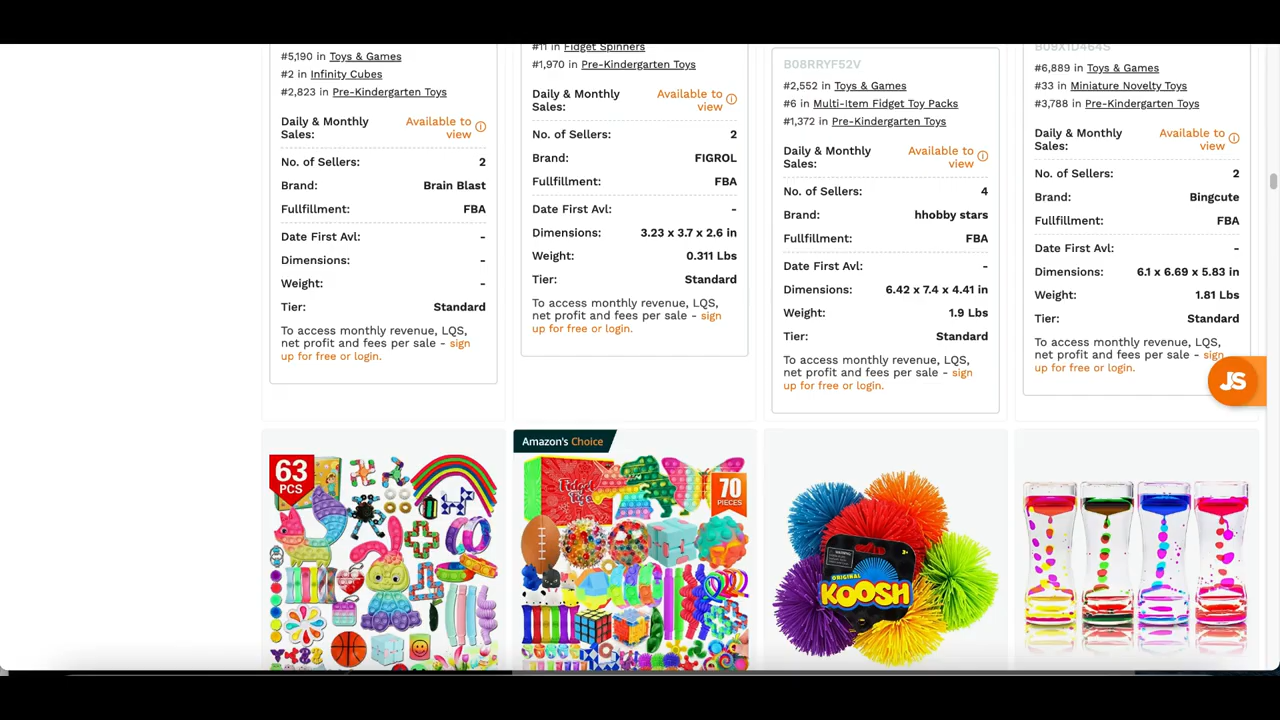 #5,190 in Toys & Games
#2 in Infinity Cubes
#2,823 in Pre-Kindergarten Toys
Daily & Monthly Sales: Available to view
No. of Sellers: 2
Brand: Brain Blast
Fullfillment: FBA
Date First Avl: -
Dimensions: -
Weight: -
Tier: Standard
To access monthly revenue, LQS,
net profit and fees per sale - sign
up for free or login.
#11 in Fidget Spinners
#1,970 in Pre-Kindergarten Toys
Daily & Monthly Sales: Available to view
No. of Sellers: 2
Brand: FIGROL
Fullfillment: FBA
Date First Avl: -
Dimensions: 3.23 x 3.7 x 2.6 in
Weight: 0.311 Lbs
Tier: Standard
To access monthly revenue, LQS,
net profit and fees per sale - sign
up for free or login.
B08RRYF52V
#2,552 in Toys & Games
#6 in Multi-Item Fidget Toy Packs
#1,372 in Pre-Kindergarten Toys
Daily & Monthly Sales: Available to view
No. of Sellers: 4
Brand: hhobby stars
Fullfillment: FBA
Date First Avl: -
Dimensions: 6.42 x 7.4 x 4.41 in
Weight: 1.9 Lbs
Tier: Standard
To access monthly revenue, LQS,
net profit and fees per sale - sign
up for free or login.
B09X1D464S
#6,889 in Toys & Games
#33 in Miniature Novelty Toys
#3,788 in Pre-Kindergarten Toys
Daily & Monthly Sales: Available to view
No. of Sellers: 2
Brand: Bingcute
Fullfillment: FBA
Date First Avl: -
Dimensions: 6.1 x 6.69 x 5.83 in
Weight: 1.81 Lbs
Tier: Standard
To access monthly revenue, LQS,
net profit and fees per sale - sign
up for free or login.
JS
63
PCS
Amazon's Choice
Fidget
Toys
70
PIECES
ORIGINAL
KOOSH
3+